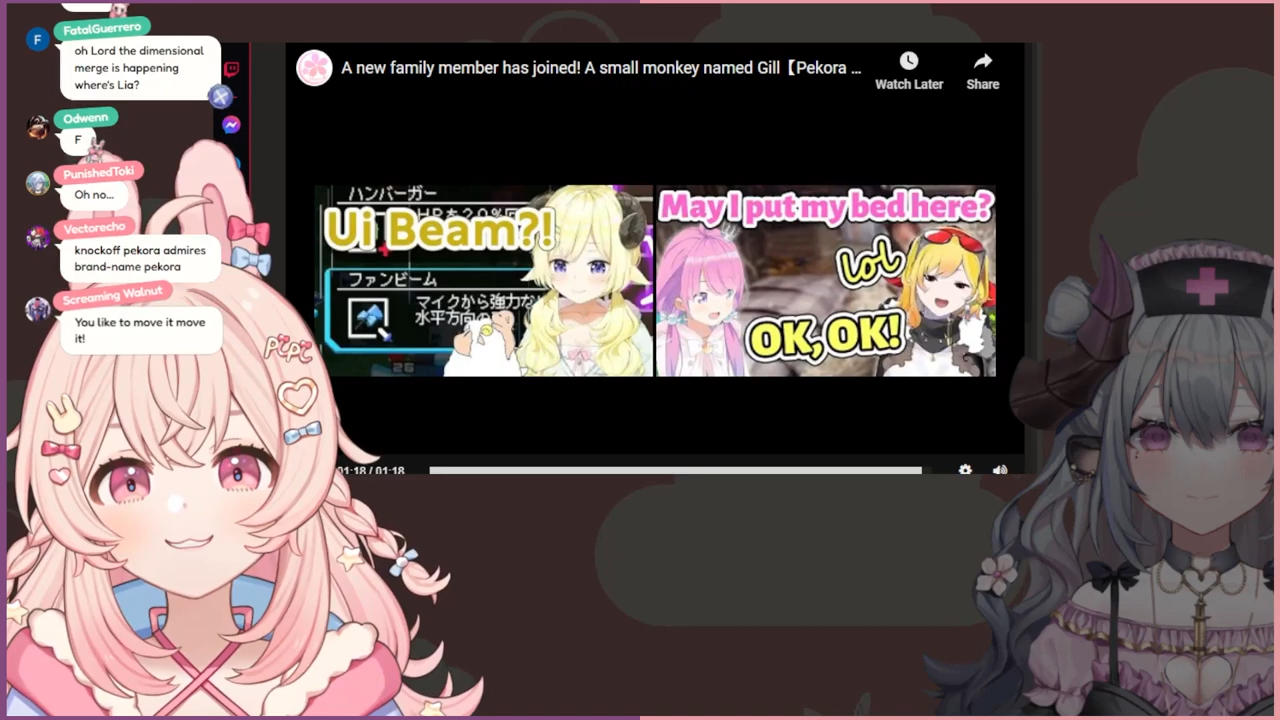 FatalGuerrero
oh Lord the dimensional
merge is happening
where's Lia?
Odwenn
F
PunishedToki
Oh no...
Vectorecho
knockoff pekora admires
brand-name pekora
Screaming Walnut
You like to move it move
it!
A new family member has joined! A small monkey named Gill【Pekora ...
Watch Later
Share
ハンバーガー
Ui Beam?!
ファンビーム
マイクから強力な
水平方向の
26
May I put my bed here?
lol
OK, OK!
01:18 / 01:18
PiPi